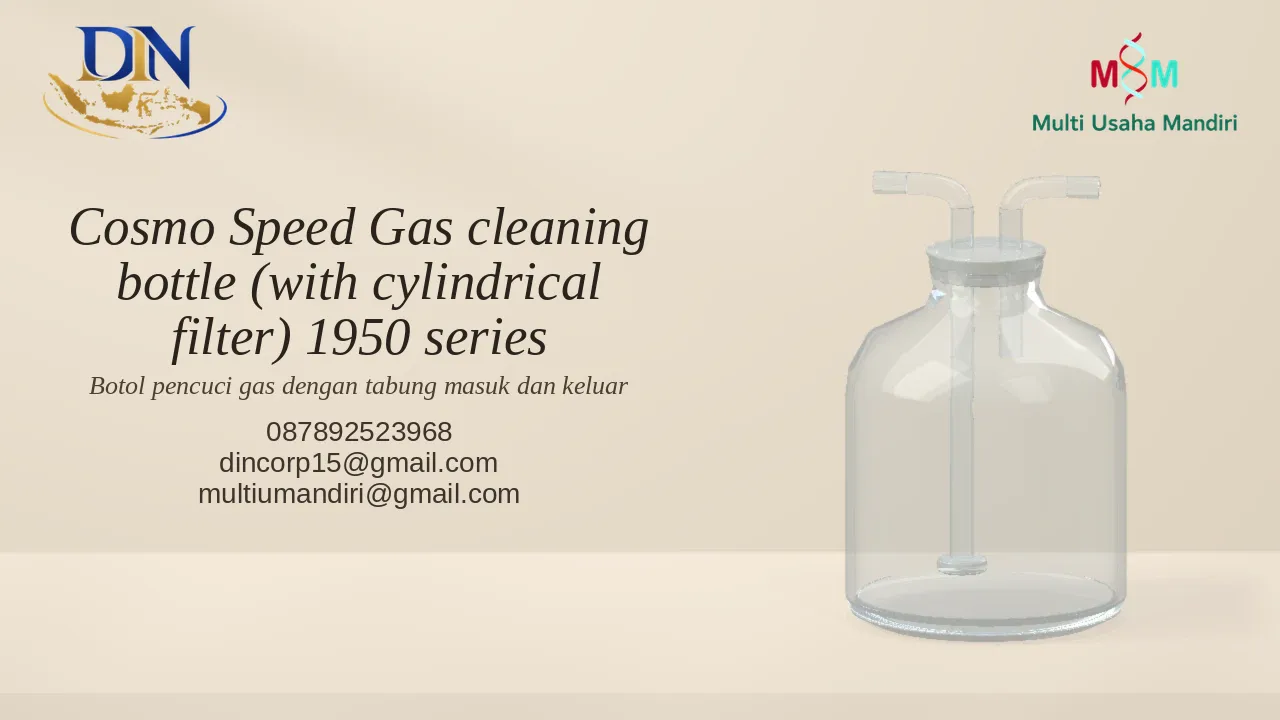 DN
M M
Multi Usaha Mandiri
Cosmo Speed Gas cleaning
bottle (with cylindrical
filter) 1950 series
Botol pencuci gas dengan tabung masuk dan keluar
087892523968
dincorp15@gmail.com
multiumandiri@gmail.com